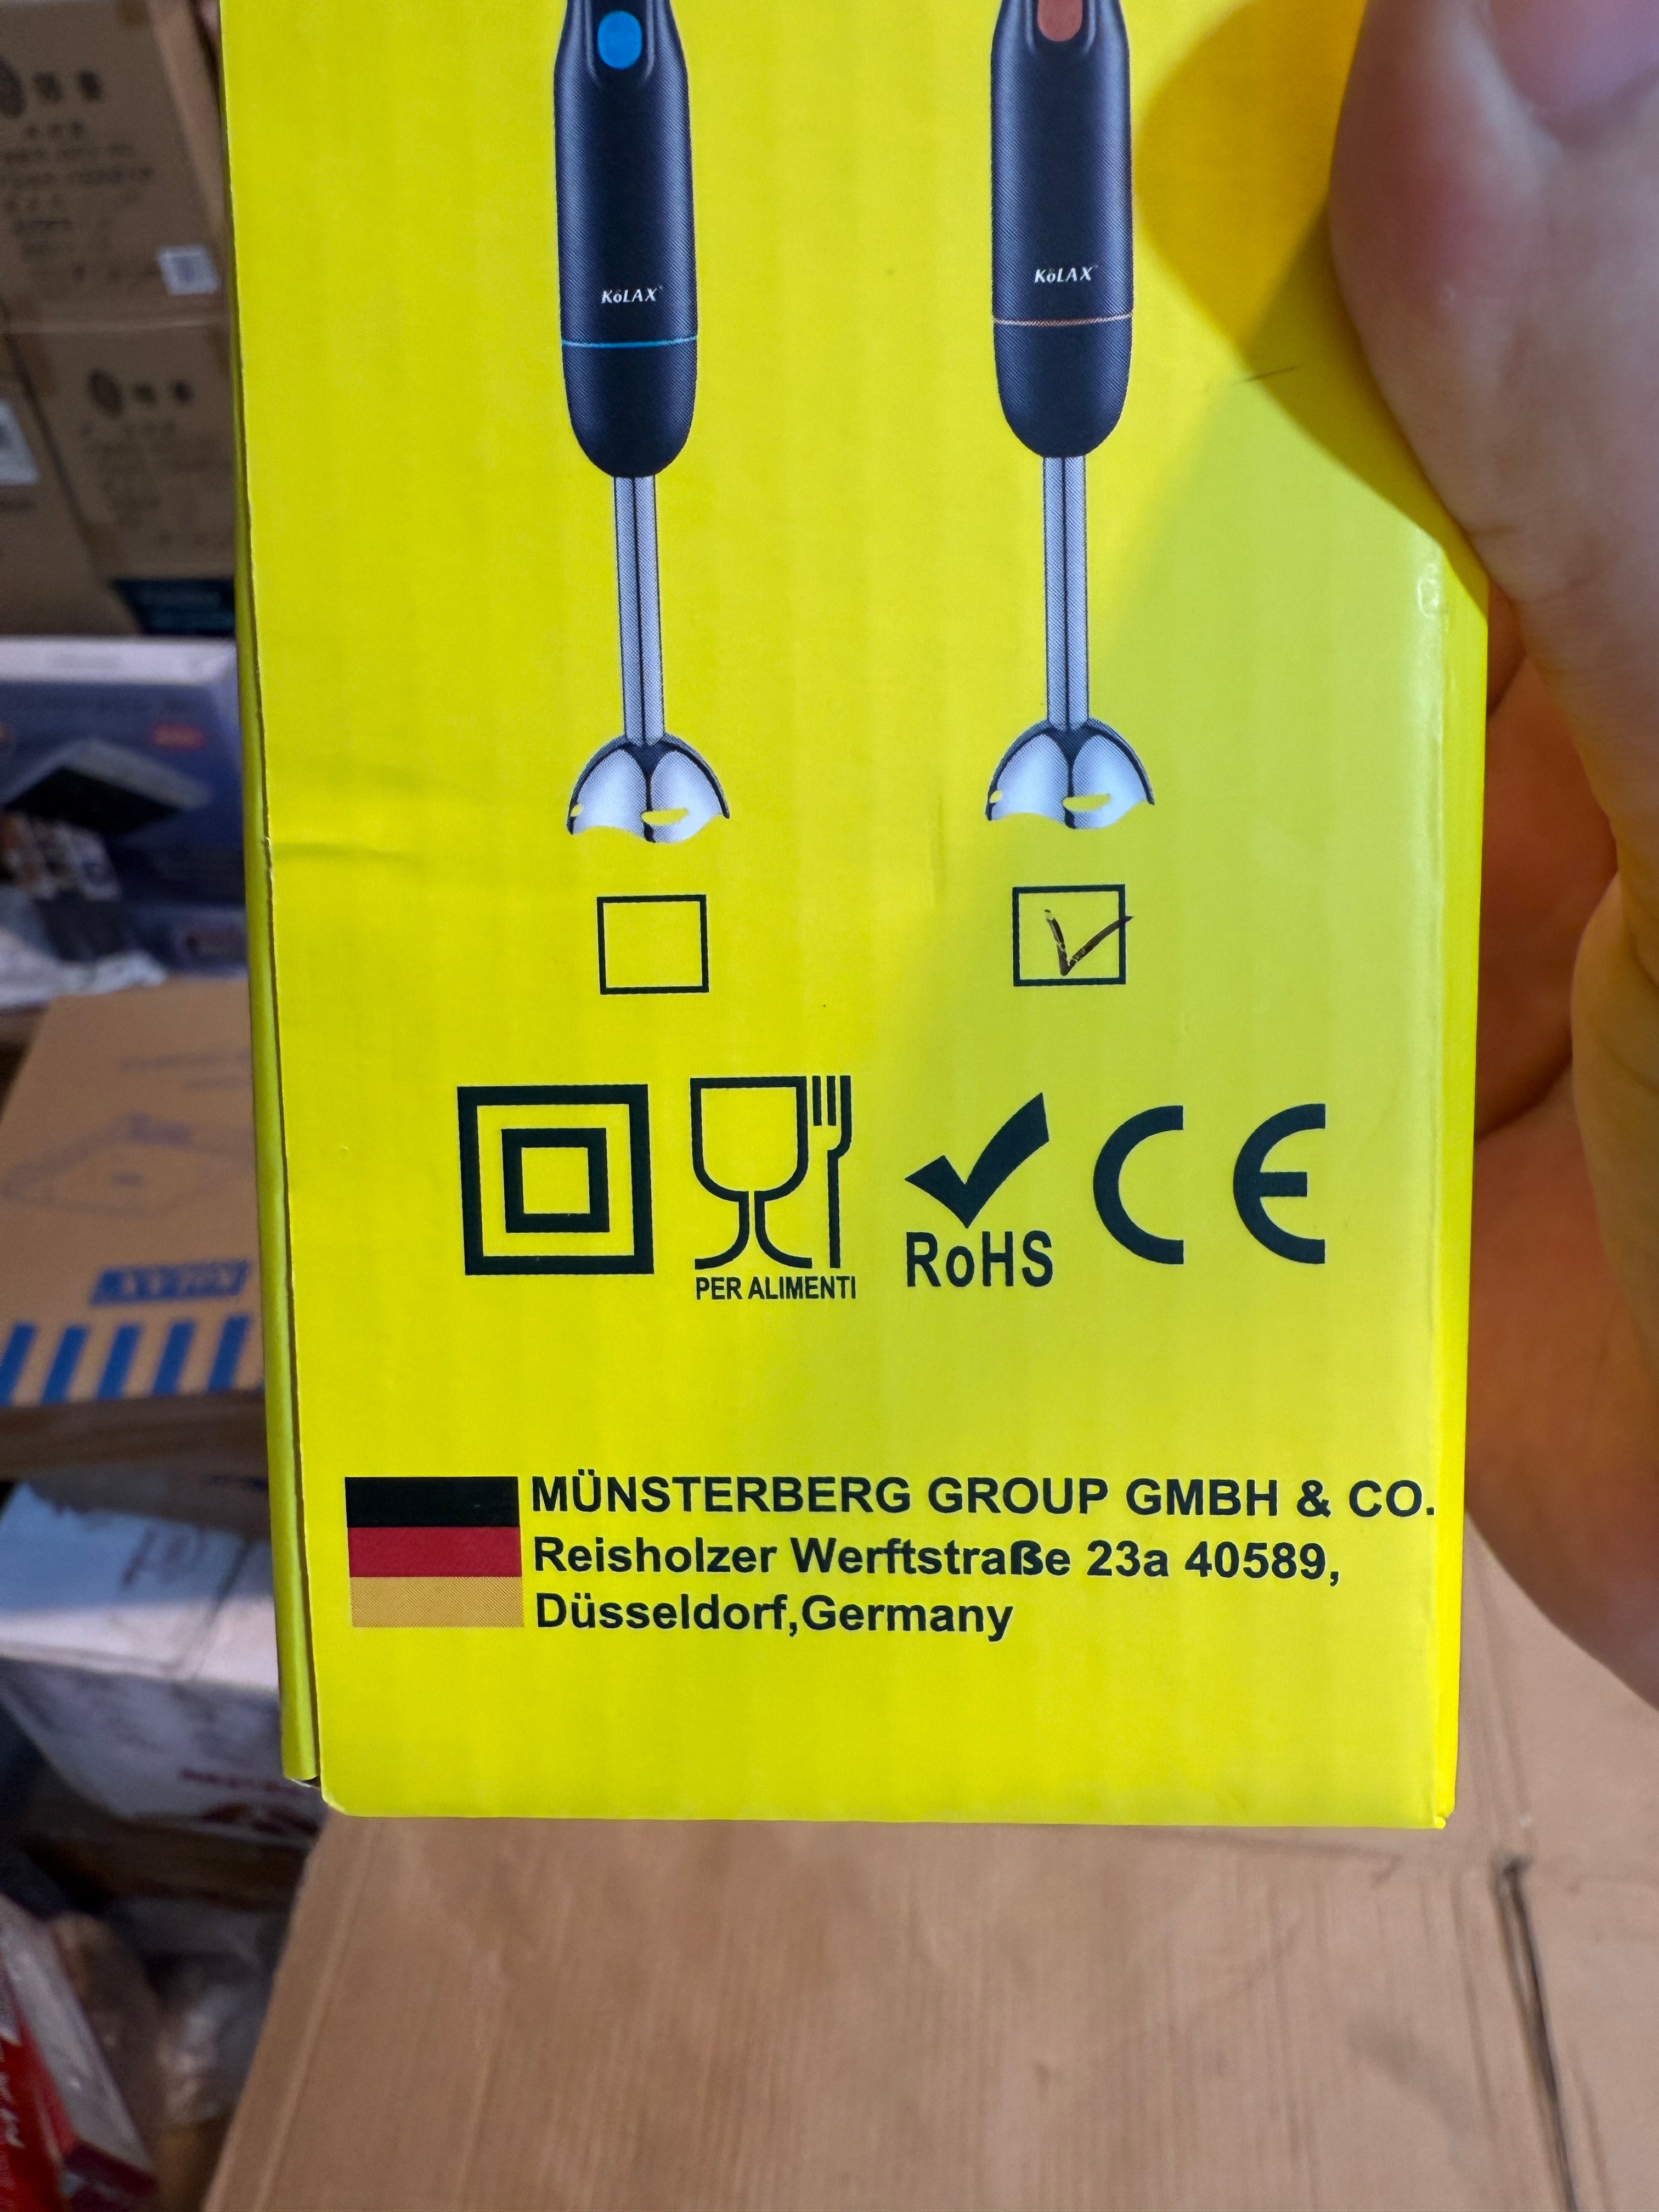 KöLAX
KöLAX
PER ALIMENTI
RoHS
CE
MÜNSTERBERG GROUP GMBH & CO.
Reisholzer Werftstraße 23a 40589,
Düsseldorf,Germany